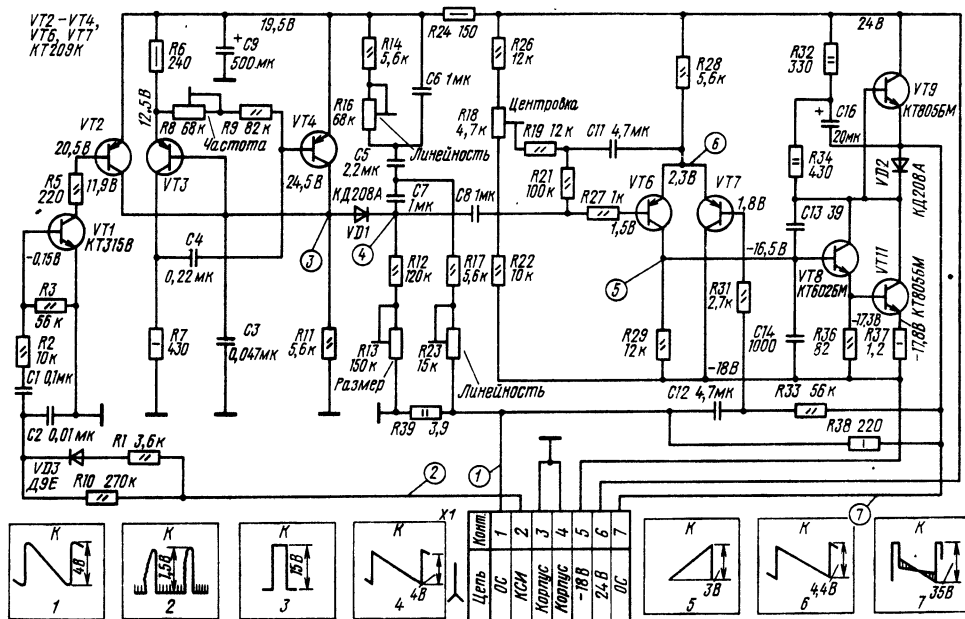 VT2-VT4,
VT6, VT7
КТ209К
19,5В
R24 150
24В
R6
240
C9
500мк
R14
5,6к
C6 1мк
R26
12к
R28
5,6к
R32
330
VT9
КТ805БМ
12,5В
R8 68к
R9 82к
Частота
VT4
R16
68к
Линейность
R18
4,7к
Центровка
R19 12к
C11 4,7мк
C16
20мк
VT2
20,5В
11,9В
VT3
24,5В
C5
2,2мк
R21
100к
6
2,3В
R34
430
VD2
КД208А
R5
220
КД208А
VD1
C7
1мк
C8 1мк
R27 1к
VT6
VT7
1,5В
1,8В
C13 39
VT1
КТ315В
-0,15В
C4
0,22мк
3
4
5
-16,5В
VT8
КТ602БМ
VT11
КТ805БМ
R3
56к
R12
120к
R17
5,6к
R22
10к
R31
2,7к
-17,3В
-17,8В
R2
10к
R7
430
C3
0,047мк
R11
5,6к
R13
150к
Размер
R23
15к
Линейность
R29
12к
C14
1000
R36
82
R37
1,2
C1 0,1мк
-18В
C12 4,7мк
R33 56к
C2 0,01мк
R39 3,9
R38 220
R1 3,6к
VD3
Д9Е
R10 270к
2
1
7
X1
Цепь Конт.
ОС 1
КСИ 2
Корпус 3
Корпус 4
-18В 5
24В 6
ОС 7
К
4В
1
К
1,5В
2
К
15В
3
К
4В
4
К
3В
5
К
4,4В
6
К
35В
7